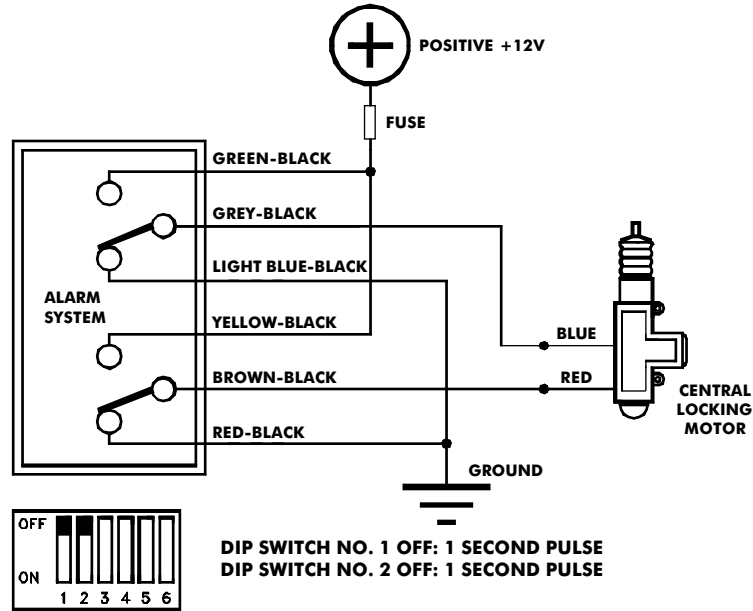 POSITIVE +12V
FUSE
GREEN-BLACK
GREY-BLACK
LIGHT BLUE-BLACK
ALARM
SYSTEM
YELLOW-BLACK
BLUE
BROWN-BLACK
RED
CENTRAL
LOCKING
MOTOR
RED-BLACK
GROUND
OFF
ON
1 2 3 4 5 6
DIP SWITCH NO. 1 OFF: 1 SECOND PULSE
DIP SWITCH NO. 2 OFF: 1 SECOND PULSE